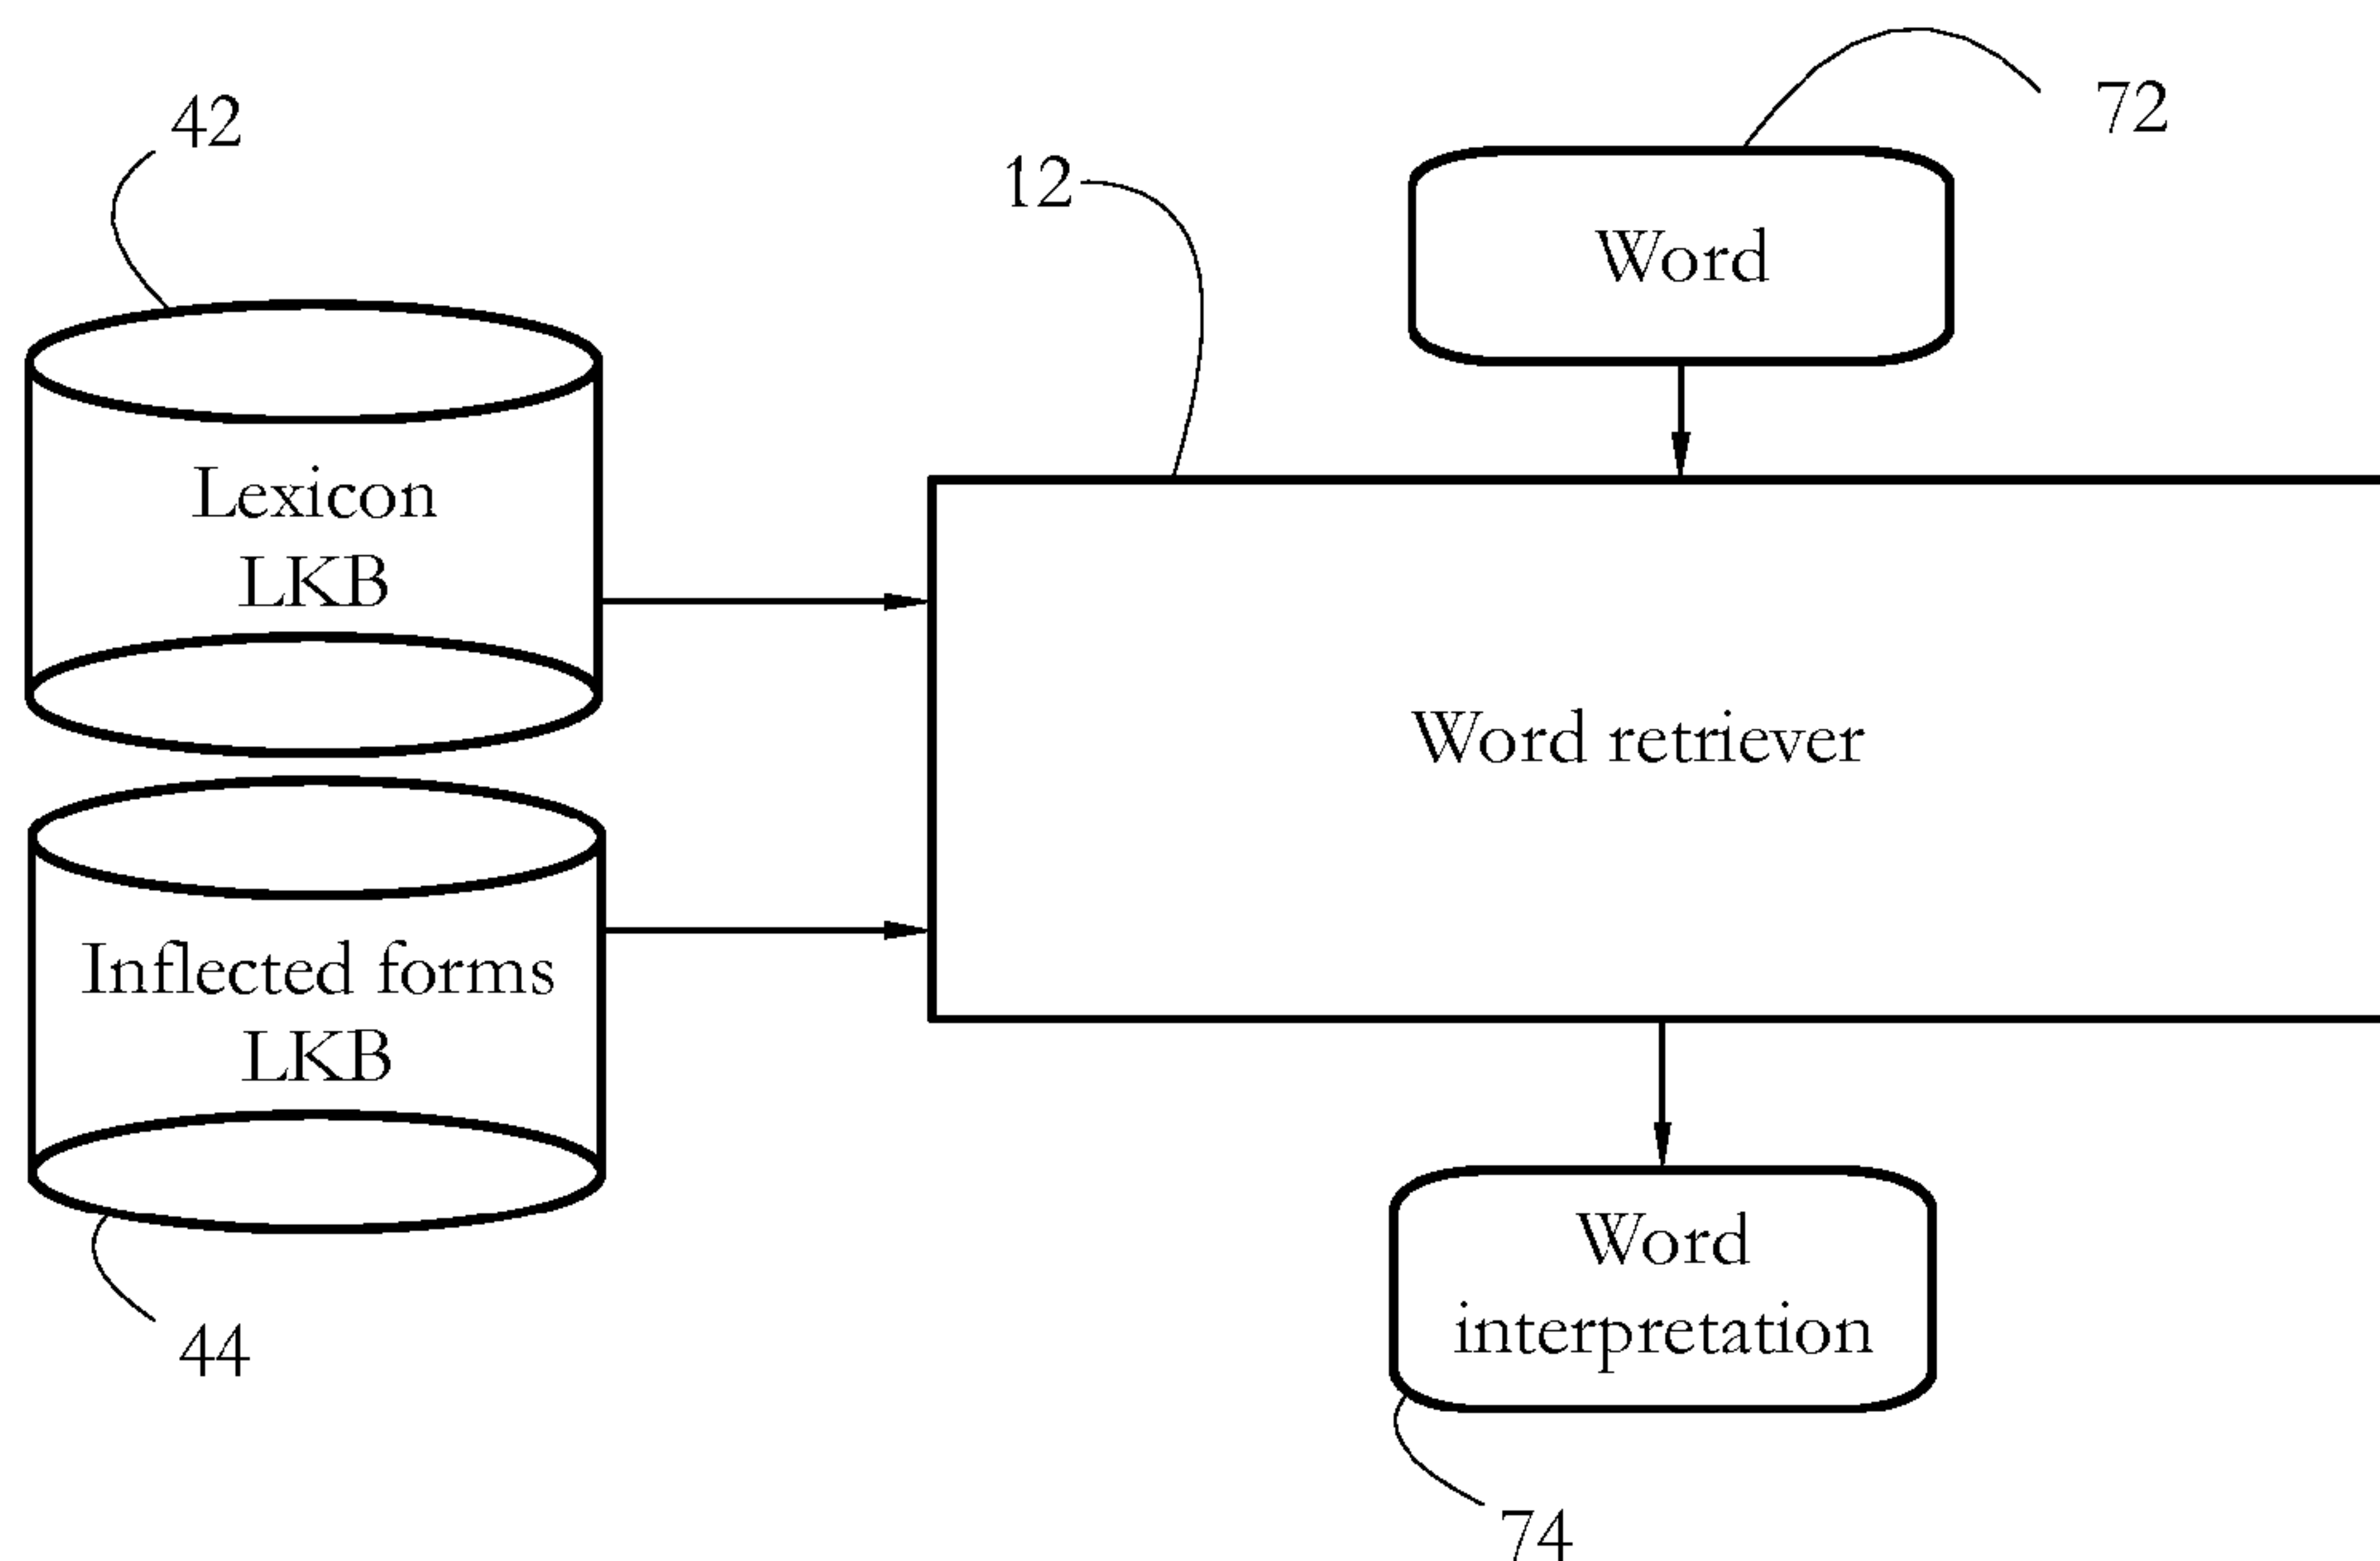 42
72
12
Word
Lexicon
LKB
Word retriever
Inflected forms
LKB
Word
interpretation
44
74